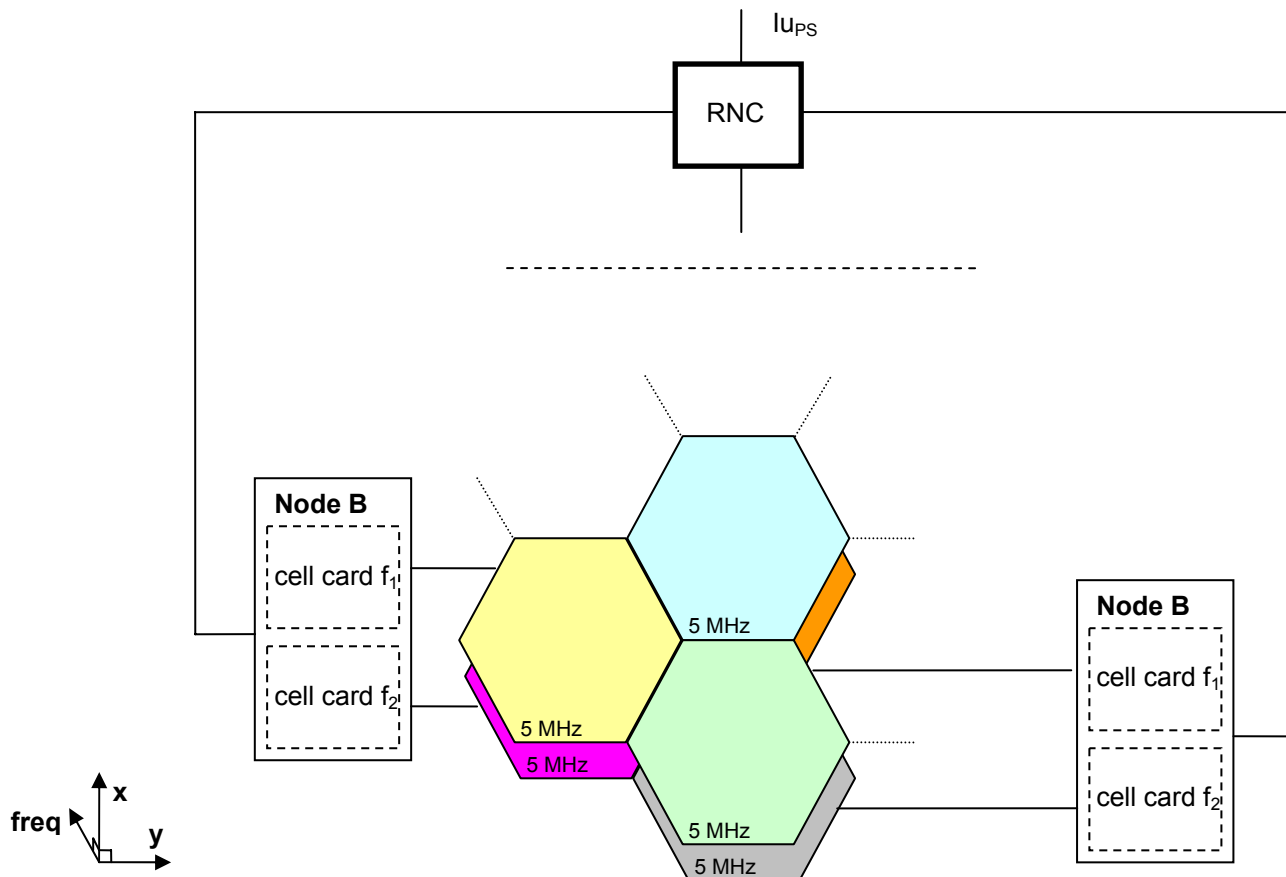 Iu_PS
RNC
Node B
cell card f₁
cell card f₂
5 MHz
5 MHz
5 MHz
5 MHz
5 MHz
Node B
cell card f₁
cell card f₂
x
freq
y